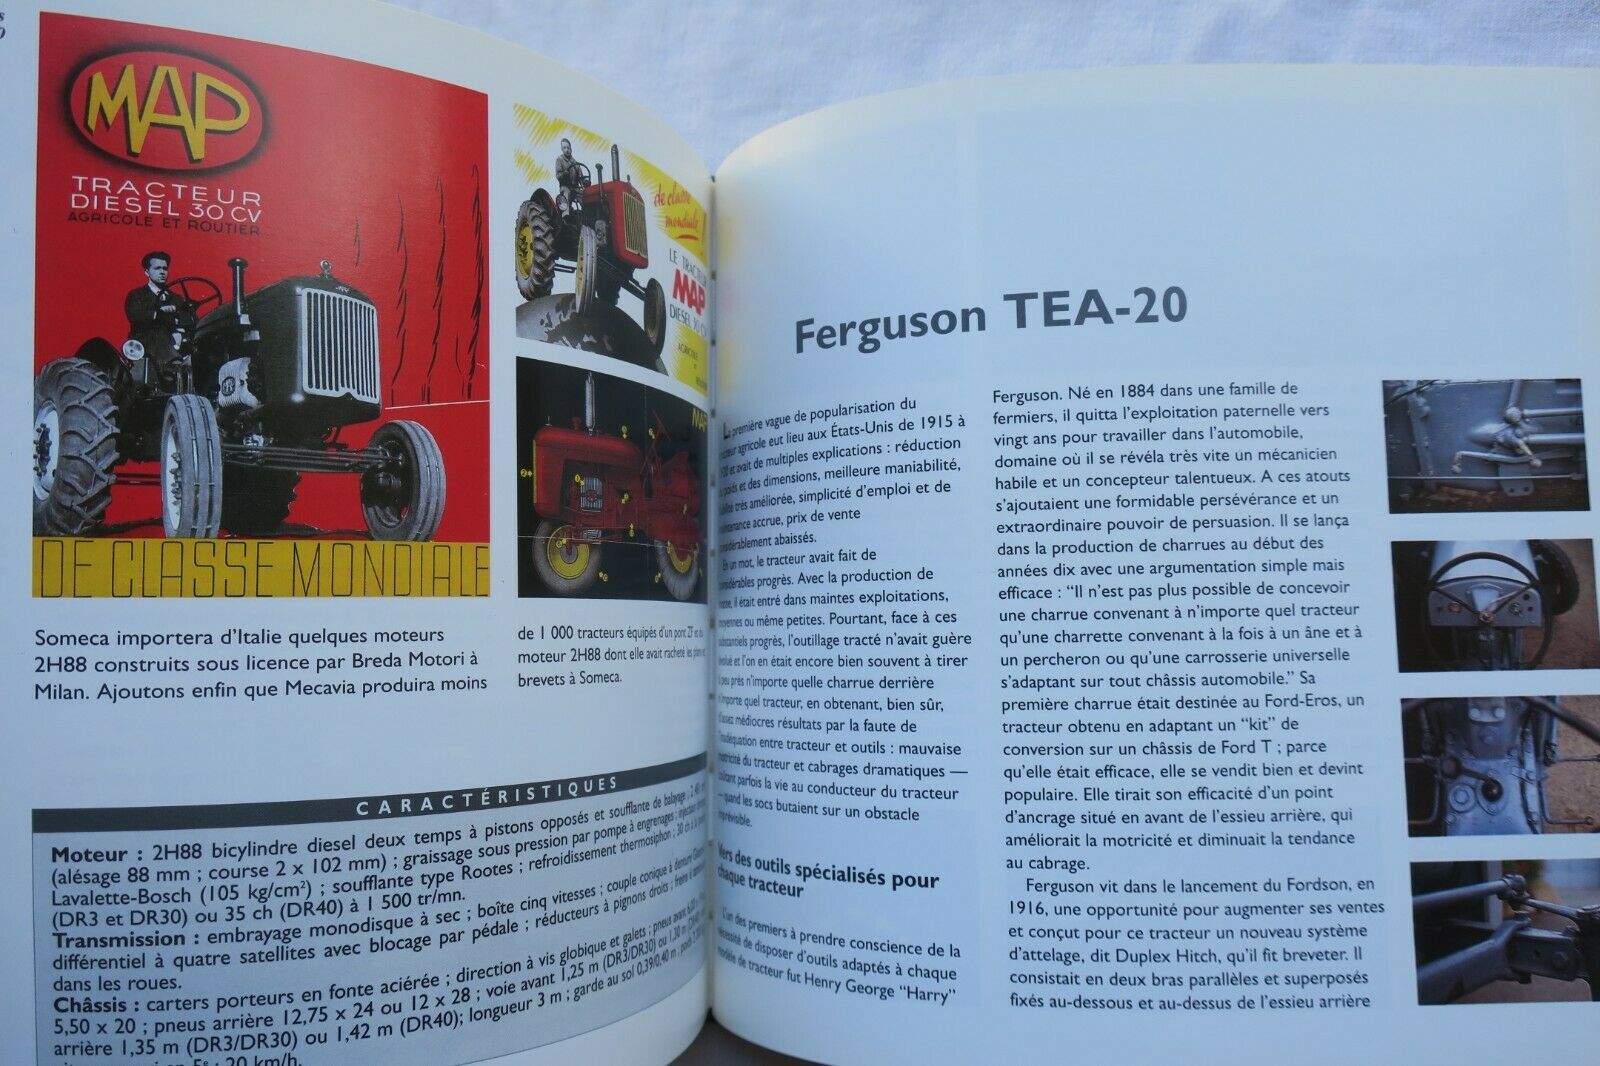 s
0
MAP
TRACTEUR
DIESEL 30 CV
AGRICOLE ET ROUTIER
DE CLASSE MONDIALE
de classe
mondiale !
LE TRACTEUR
MAP
DIESEL 30 CV
AGRICOLE
MAP
Someca importera d’Italie quelques moteurs
2H88 construits sous licence par Breda Motori à
Milan. Ajoutons enfin que Mecavia produira moins
de 1 000 tracteurs équipés d’un pont ZF et du
moteur 2H88 dont elle avait racheté les plans et
brevets à Someca.
CARACTÉRISTIQUES
Moteur : 2H88 bicylindre diesel deux temps à pistons opposés et soufflante de balayage ;
(alésage 88 mm ; course 2 x 102 mm) ; graissage sous pression par pompe à engrenages ; injection
Lavalette-Bosch (105 kg/cm²) ; soufflante type Rootes ; refroidissement thermosiphon ; 30 ch à la
(DR3 et DR30) ou 35 ch (DR40) à 1 500 tr/mn.
Transmission : embrayage monodisque à sec ; boîte cinq vitesses ; couple conique à denture
différentiel à quatre satellites avec blocage par pédale ; réducteurs à pignons droits ; freins à
dans les roues.
Châssis : carters porteurs en fonte aciérée ; direction à vis globique et galets ; pneus avant 6,00
5,50 x 20 ; pneus arrière 12,75 x 24 ou 12 x 28 ; voie avant 1,25 m (DR3/DR30) ou 1,30 m
arrière 1,35 m (DR3/DR30) ou 1,42 m (DR40); longueur 3 m ; garde au sol 0,39/0,40 m
en 5e : 20 km/h.
Ferguson TEA-20
La première vague de popularisation du
tracteur agricole eut lieu aux États-Unis de 1915 à
et avait de multiples explications : réduction
poids et des dimensions, meilleure maniabilité,
très améliorée, simplicité d’emploi et de
maintenance accrue, prix de vente
considérablement abaissés.
En un mot, le tracteur avait fait de
considérables progrès. Avec la production de
masse, il était entré dans maintes exploitations,
moyennes ou même petites. Pourtant, face à ces
substantiels progrès, l’outillage tracté n’avait guère
évolué et l’on en était encore bien souvent à tirer
à peu près n’importe quelle charrue derrière
n’importe quel tracteur, en obtenant, bien sûr,
d’assez médiocres résultats par la faute de
l’inadéquation entre tracteur et outils : mauvaise
motricité du tracteur et cabrages dramatiques —
coûtant parfois la vie au conducteur du tracteur
— quand les socs butaient sur un obstacle
imprévisible.
Vers des outils spécialisés pour
chaque tracteur
L’un des premiers à prendre conscience de la
nécessité de disposer d’outils adaptés à chaque
modèle de tracteur fut Henry George “Harry”
Ferguson. Né en 1884 dans une famille de
fermiers, il quitta l’exploitation paternelle vers
vingt ans pour travailler dans l’automobile,
domaine où il se révéla très vite un mécanicien
habile et un concepteur talentueux. A ces atouts
s’ajoutaient une formidable persévérance et un
extraordinaire pouvoir de persuasion. Il se lança
dans la production de charrues au début des
années dix avec une argumentation simple mais
efficace : “Il n’est pas plus possible de concevoir
une charrue convenant à n’importe quel tracteur
qu’une charrette convenant à la fois à un âne et à
un percheron ou qu’une carrosserie universelle
s’adaptant sur tout châssis automobile.” Sa
première charrue était destinée au Ford-Eros, un
tracteur obtenu en adaptant un “kit” de
conversion sur un châssis de Ford T ; parce
qu’elle était efficace, elle se vendit bien et devint
populaire. Elle tirait son efficacité d’un point
d’ancrage situé en avant de l’essieu arrière, qui
améliorait la motricité et diminuait la tendance
au cabrage.
Ferguson vit dans le lancement du Fordson, en
1916, une opportunité pour augmenter ses ventes
et conçut pour ce tracteur un nouveau système
d’attelage, dit Duplex Hitch, qu’il fit breveter. Il
consistait en deux bras parallèles et superposés
fixés au-dessous et au-dessus de l’essieu arrière